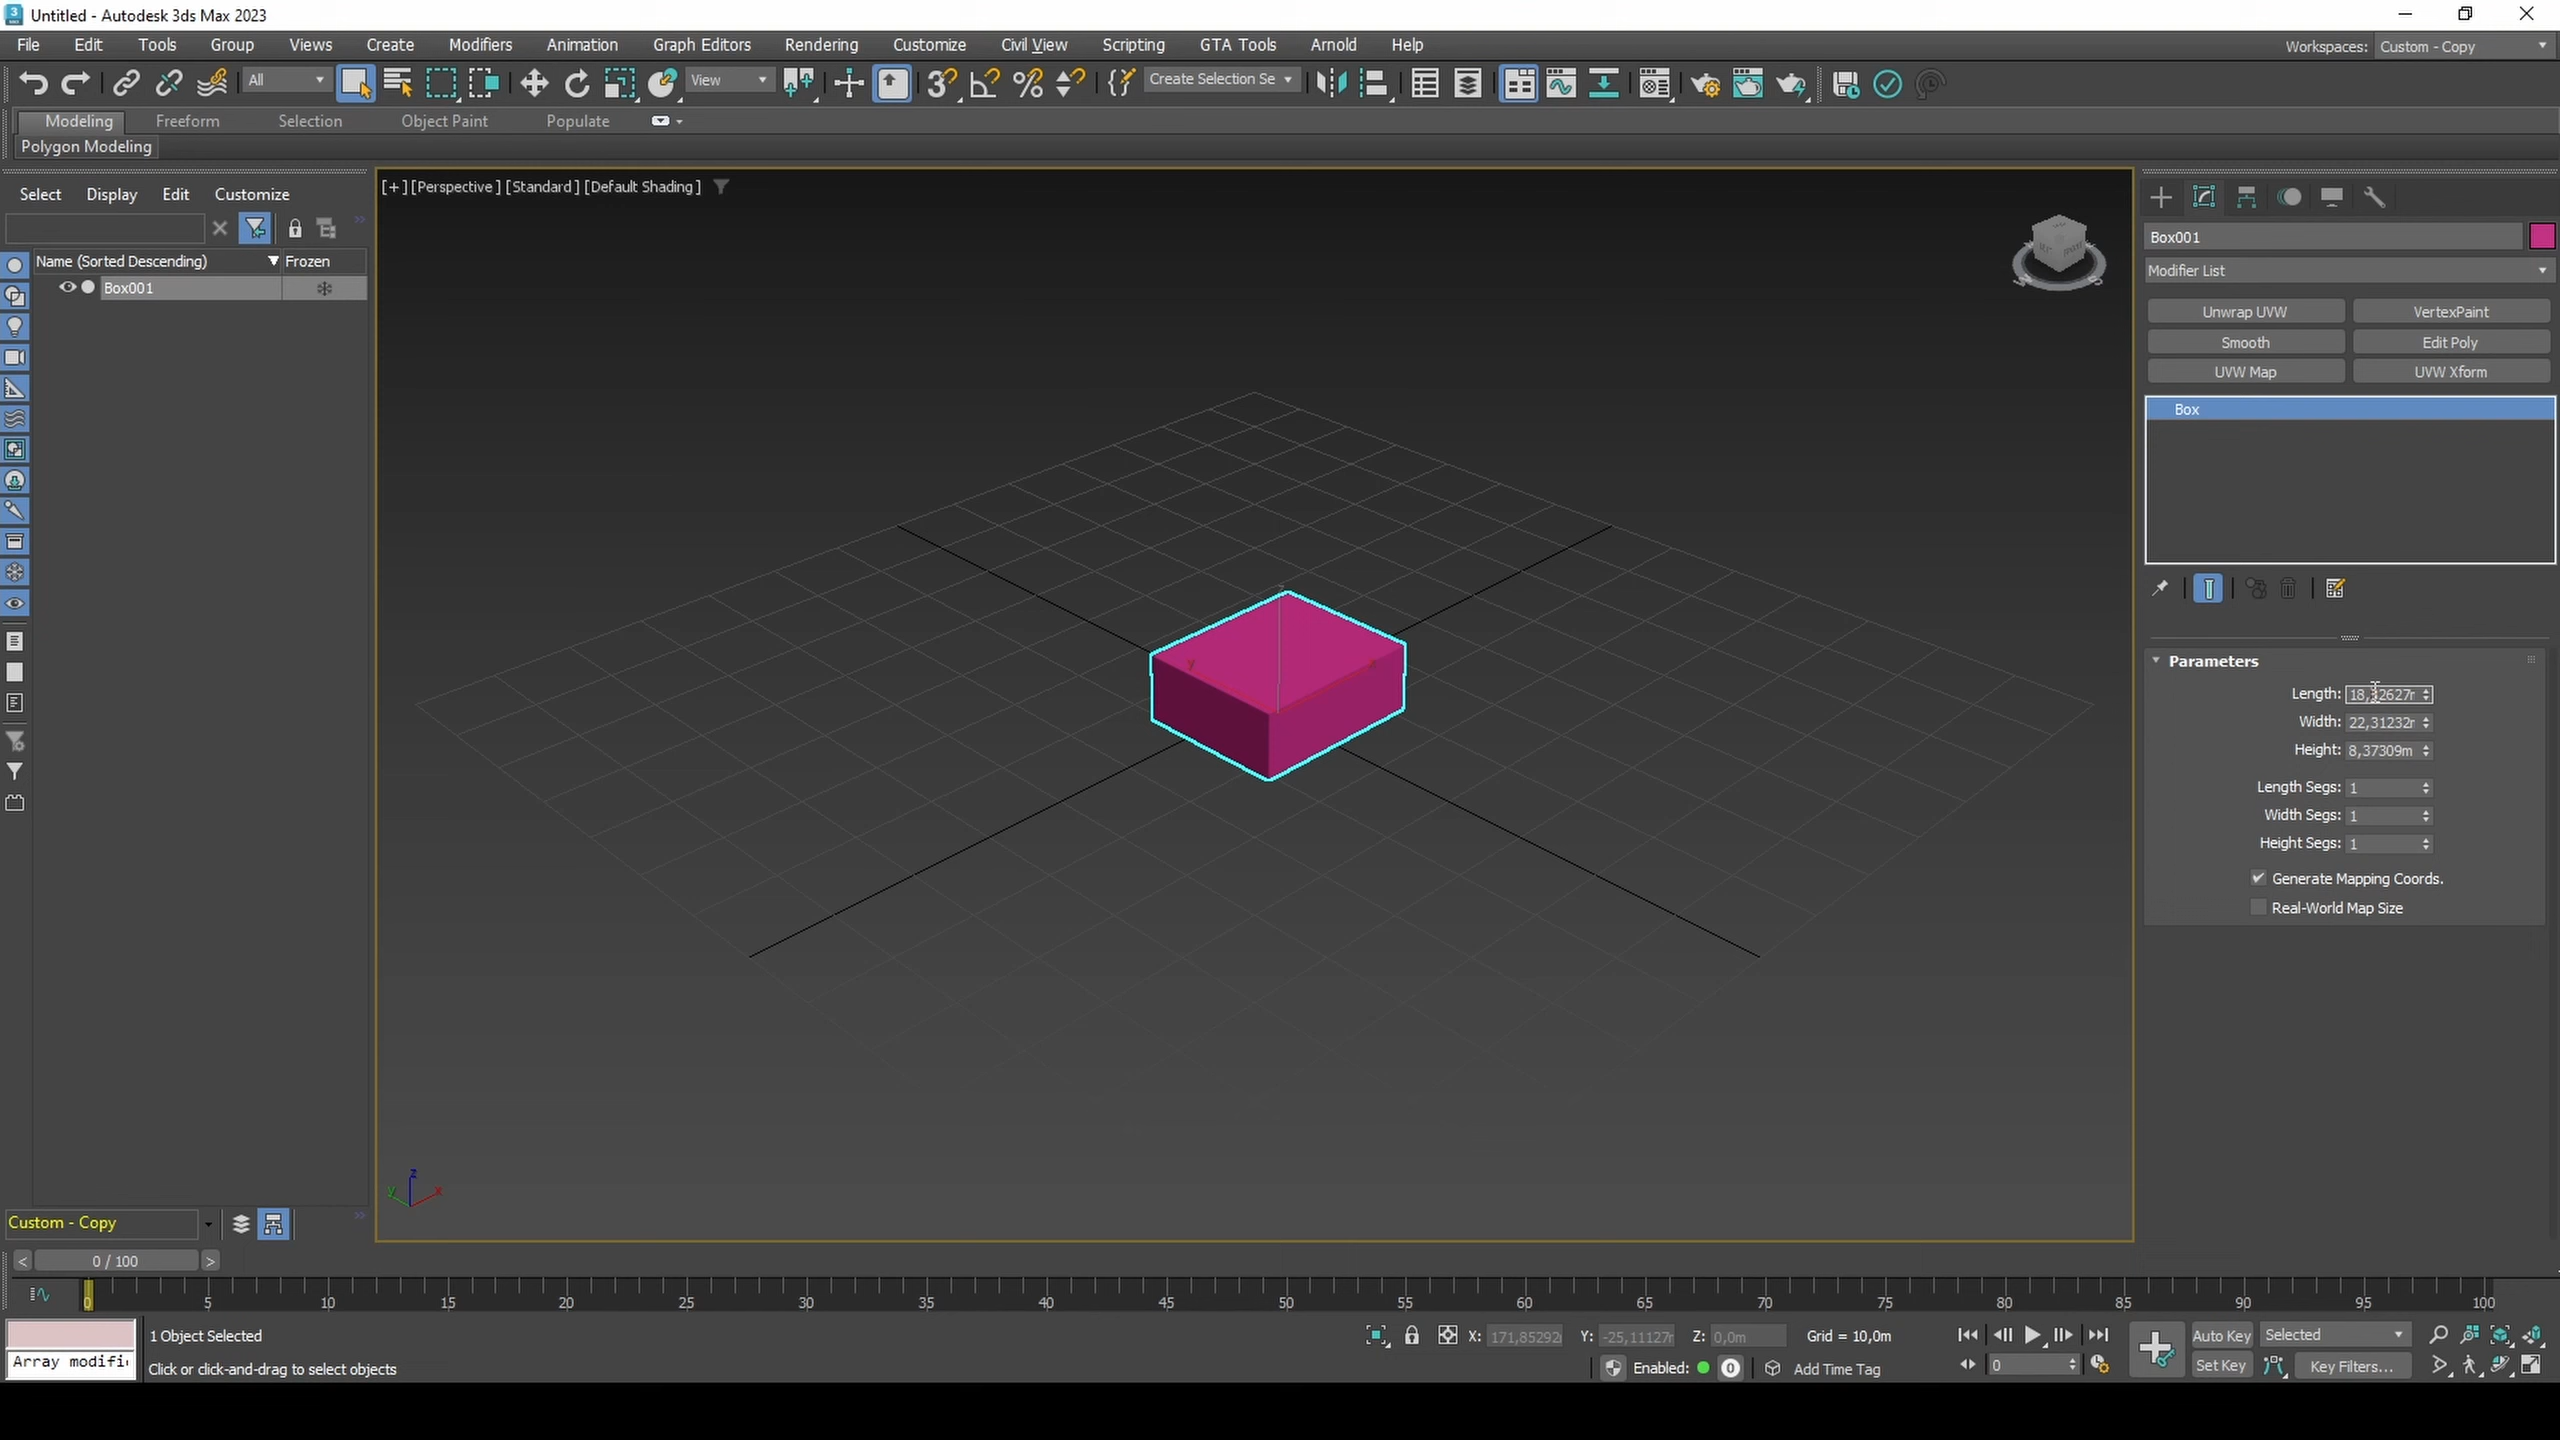 Untitled - Autodesk 3ds Max 2023
File Edit Tools Group Views Create Modifiers Animation Graph Editors Rendering Customize Civil View Scripting GTA Tools Arnold Help
Workspaces: Custom - Copy
All View Create Selection Se
Modeling Freeform Selection Object Paint Populate
Polygon Modeling
Select Display Edit Customize
[+] [Perspective] [Standard] [Default Shading]
Name (Sorted Descending) Frozen
Box001
Box001
Modifier List
Unwrap UVW VertexPaint
Smooth Edit Poly
UVW Map UVW Xform
Box
Parameters
Length: 18,32627m
Width: 22,31232m
Height: 8,37309m
Length Segs: 1
Width Segs: 1
Height Segs: 1
Generate Mapping Coords.
Real-World Map Size
z
y x
z
y x
Custom - Copy
< 0 / 100 >
0 5 10 15 20 25 30 35 40 45 50 55 60 65 70 75 80 85 90 95 100
1 Object Selected
X: 171,85292 Y: -25,11127m Z: 0,0m Grid = 10,0m
Auto Key Selected
Array modifi
Click or click-and-drag to select objects
Enabled: 0 Add Time Tag
0 Set Key Key Filters...